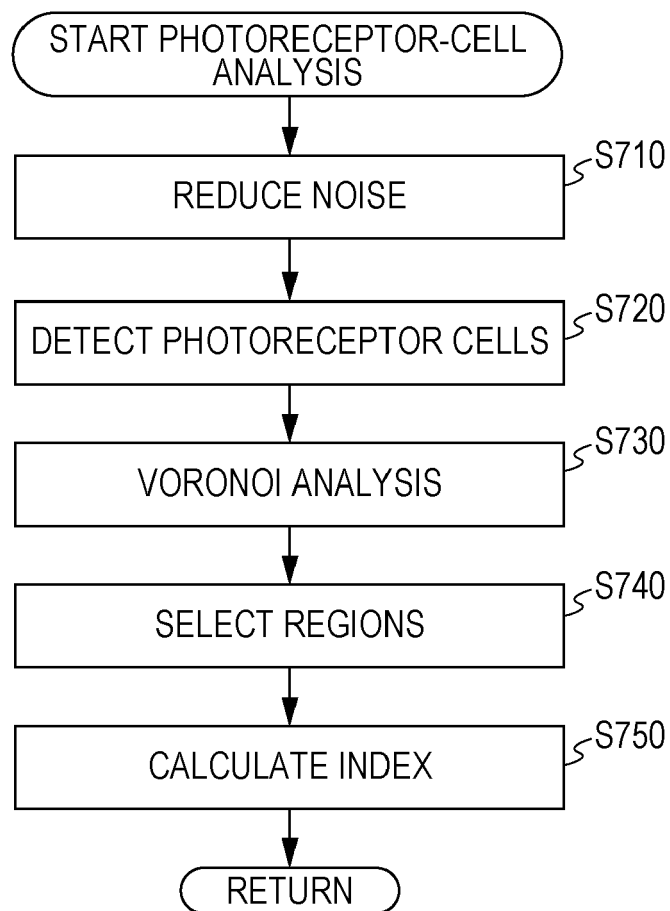 START PHOTORECEPTOR-CELL
ANALYSIS
S710
REDUCE NOISE
S720
DETECT PHOTORECEPTOR CELLS
S730
VORONOI ANALYSIS
S740
SELECT REGIONS
S750
CALCULATE INDEX
RETURN